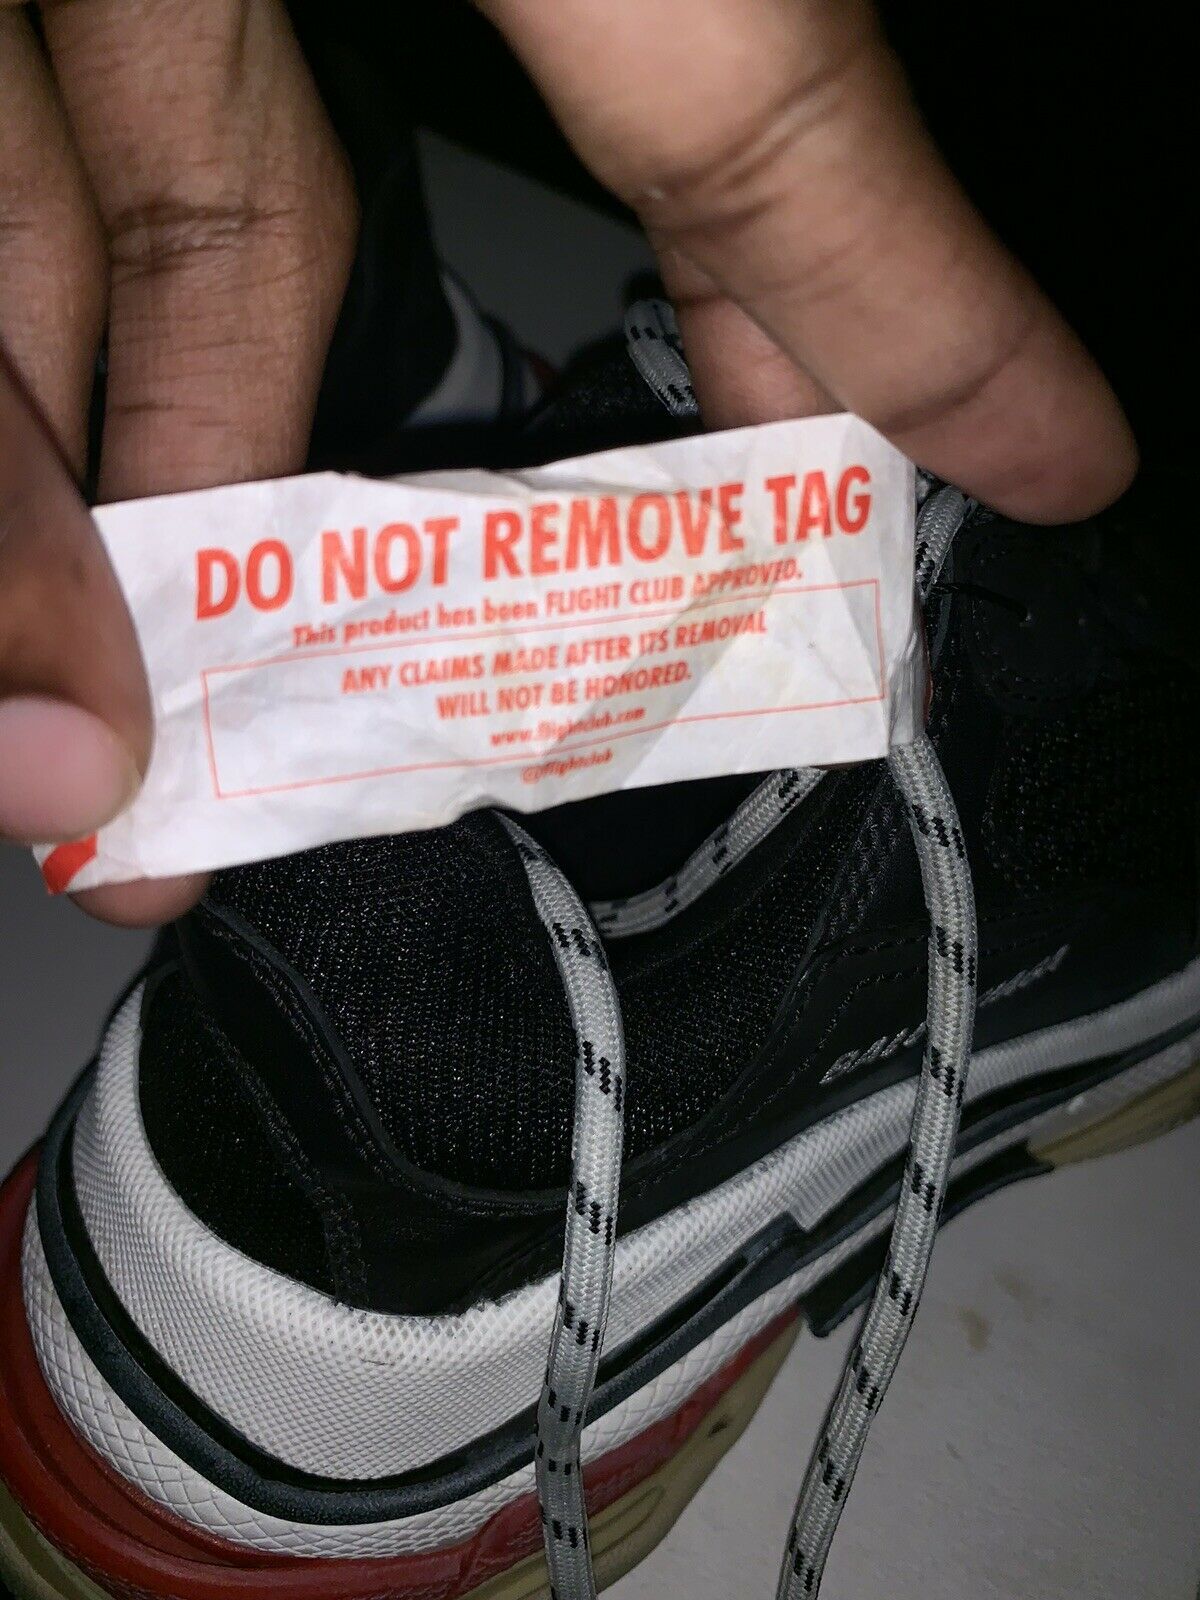 DO NOT REMOVE TAG
This product has been FLIGHT CLUB APPROVED.
ANY CLAIMS MADE AFTER ITS REMOVAL
WILL NOT BE HONORED.
www.flightclub.com
@flightclub